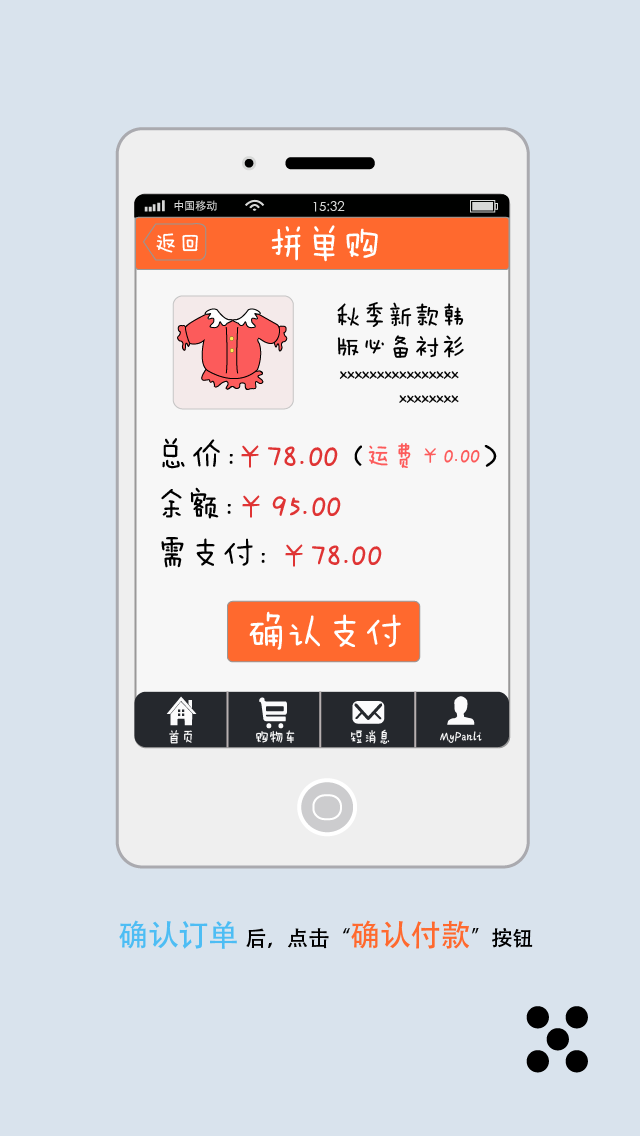 中国移动 15:32
返回 拼单购
秋季新款韩
版必备衬衫
xxxxxxxxxxxxxxxx
xxxxxxxx
总价:￥78.00(运费￥0.00)
余额:￥95.00
需支付:￥78.00
确认支付
首页 购物车 短消息 MyPanli
确认订单后，点击“确认付款”按钮